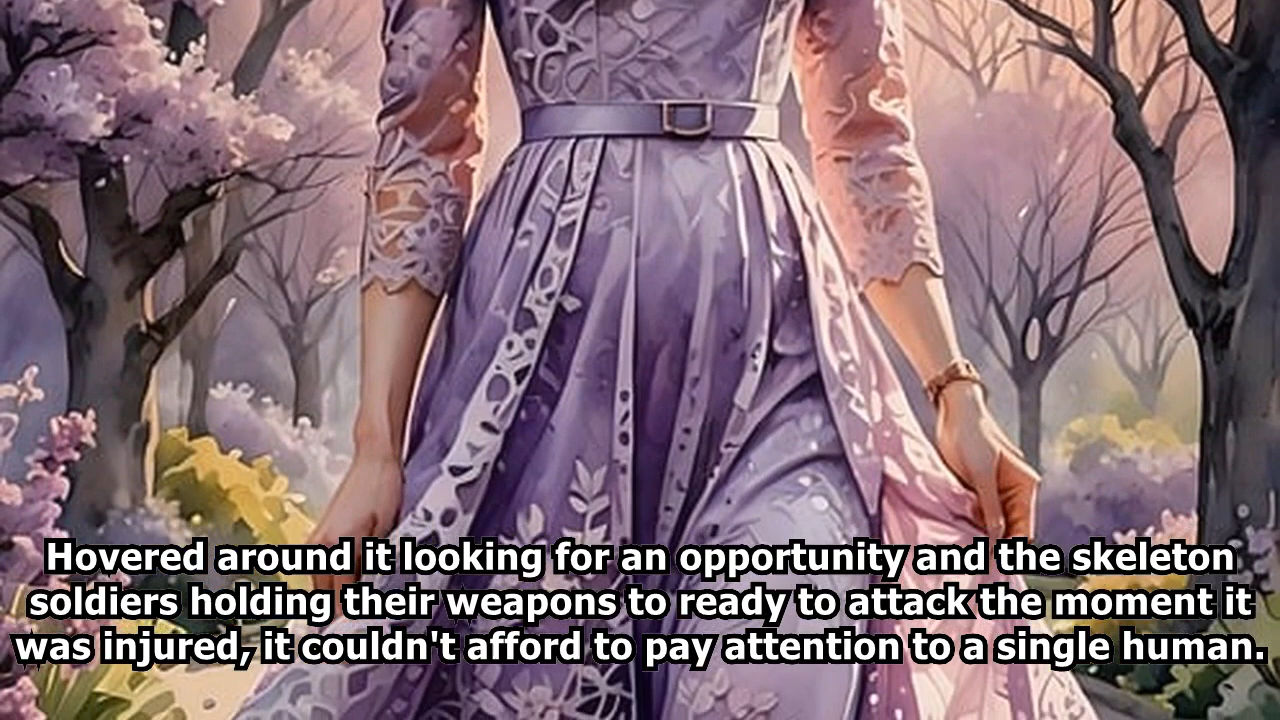 Hovered around it looking for an opportunity and the skeleton
soldiers holding their weapons to ready to attack the moment it
was injured, it couldn't afford to pay attention to a single human.